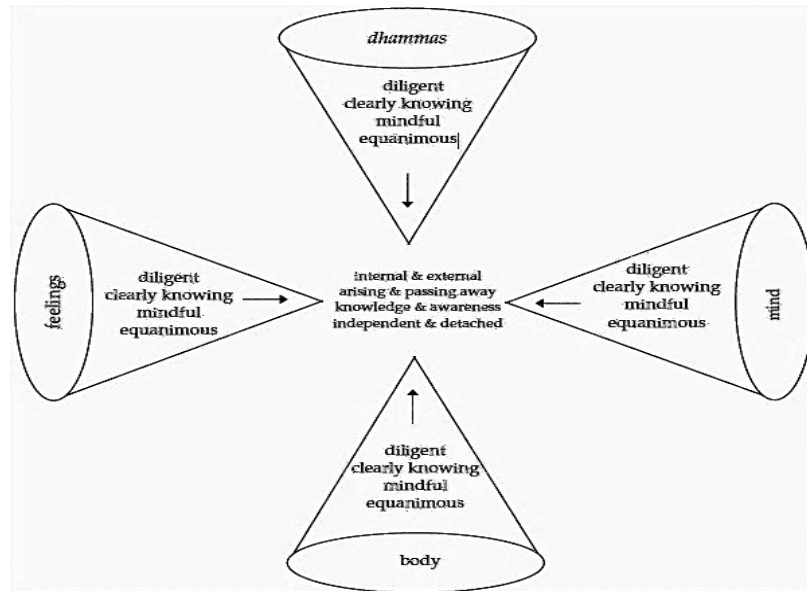 dhammas
diligent
clearly knowing
mindful
equanimous
feelings
diligent
clearly knowing
mindful
equanimous
internal & external
arising & passing away
knowledge & awareness
independent & detached
diligent
clearly knowing
mindful
equanimous
mind
diligent
clearly knowing
mindful
equanimous
body